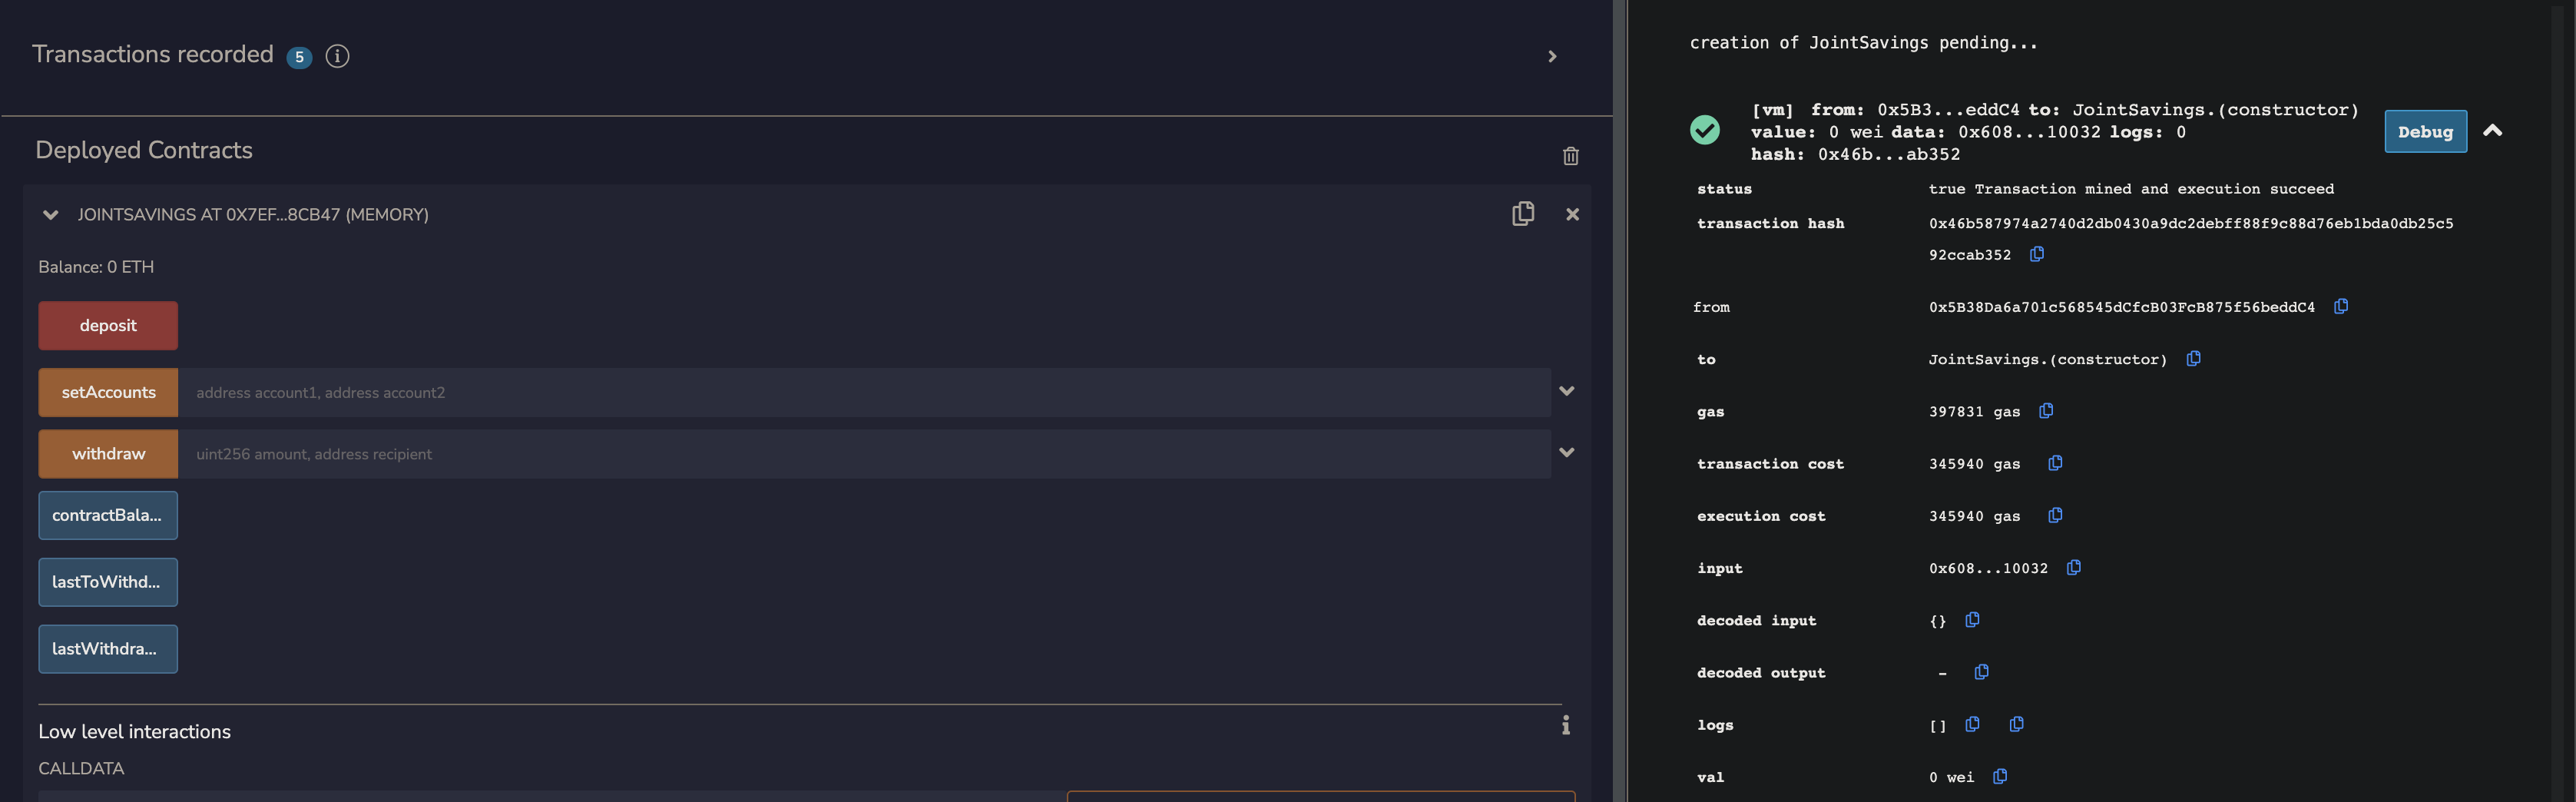 Transactions recorded 5 i
Deployed Contracts
JOINTSAVINGS AT 0X7EF...8CB47 (MEMORY)
Balance: 0 ETH
deposit
setAccounts address account1, address account2
withdraw uint256 amount, address recipient
contractBala...
lastToWithd...
lastWithdra...
Low level interactions i
CALLDATA
creation of JointSavings pending...
[vm] from: 0x5B3...eddC4 to: JointSavings.(constructor)
value: 0 wei data: 0x608...10032 logs: 0
hash: 0x46b...ab352
Debug
status true Transaction mined and execution succeed
transaction hash 0x46b587974a2740d2db0430a9dc2debff88f9c88d76eb1bda0db25c5
92ccab352
from 0x5B38Da6a701c568545dCfcB03FcB875f56beddC4
to JointSavings.(constructor)
gas 397831 gas
transaction cost 345940 gas
execution cost 345940 gas
input 0x608...10032
decoded input {}
decoded output -
logs []
val 0 wei